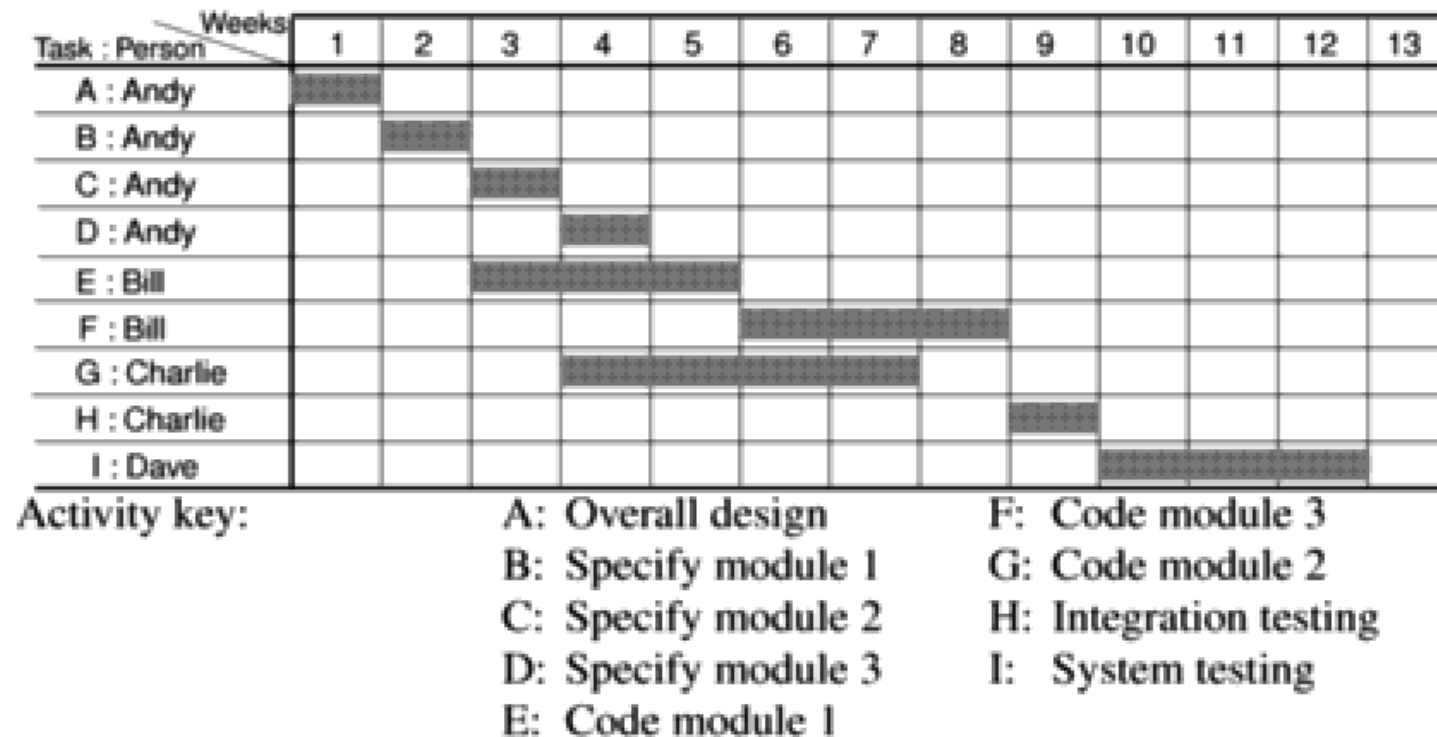 Weeks
Task : Person 1 2 3 4 5 6 7 8 9 10 11 12 13
A : Andy
B : Andy
C : Andy
D : Andy
E : Bill
F : Bill
G : Charlie
H : Charlie
I : Dave
Activity key: A: Overall design F: Code module 3
B: Specify module 1 G: Code module 2
C: Specify module 2 H: Integration testing
D: Specify module 3 I: System testing
E: Code module 1